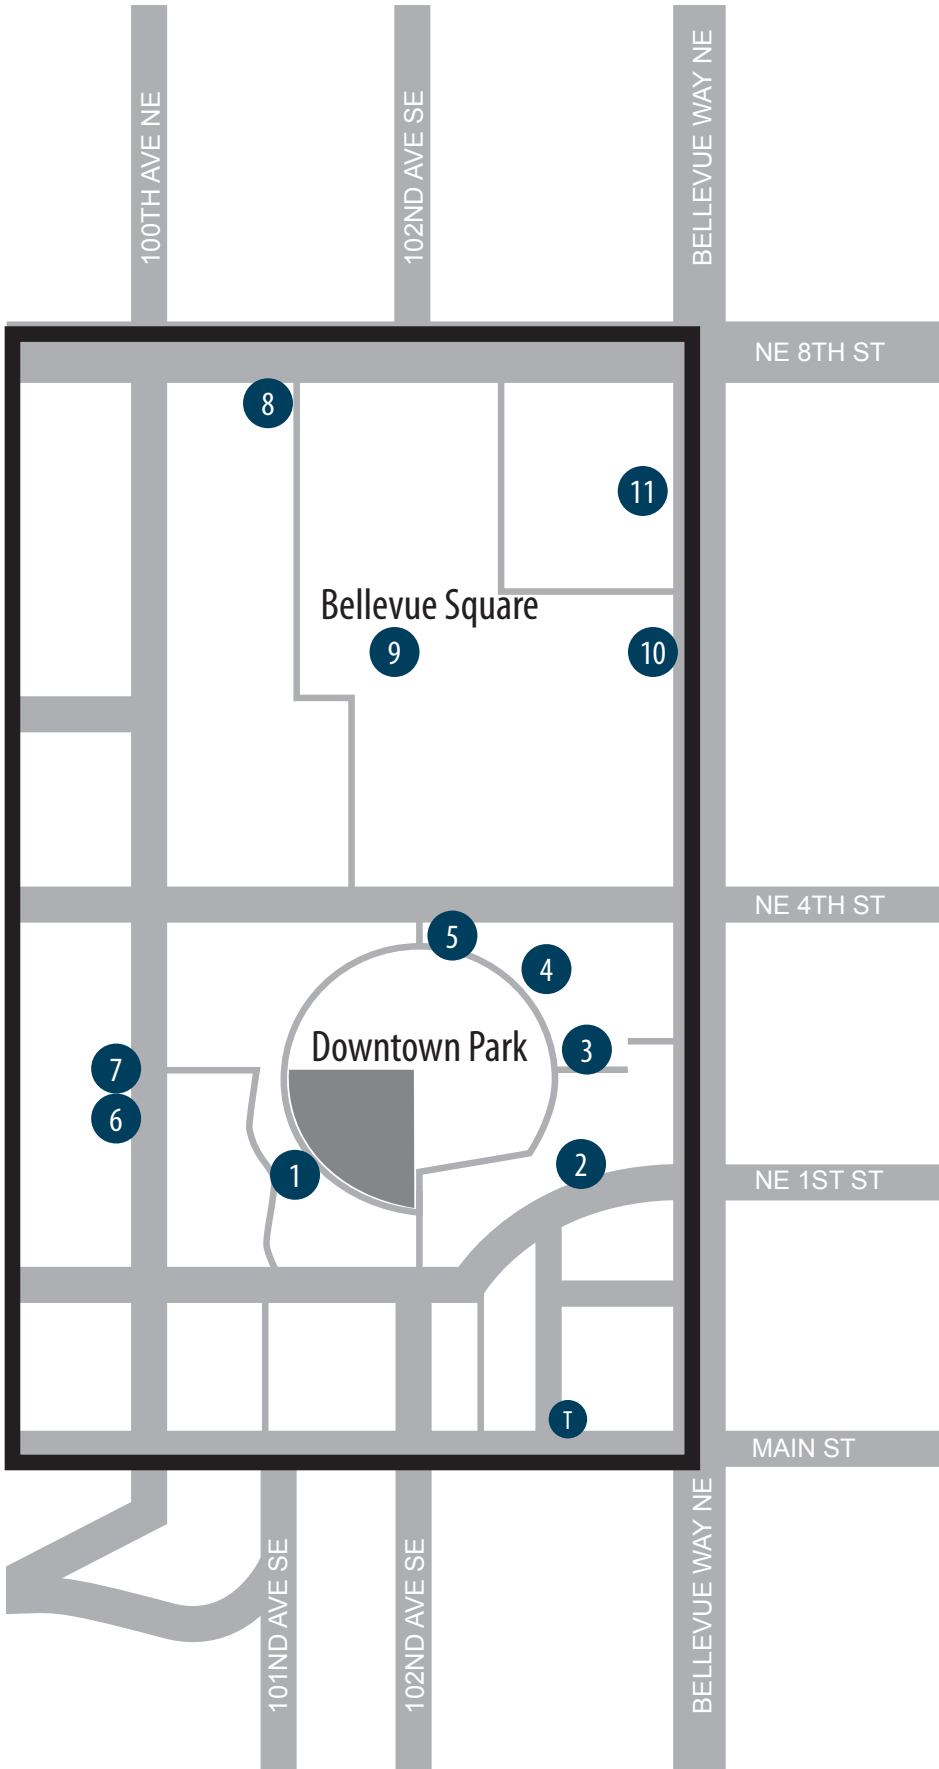 100TH AVE NE
102ND AVE SE
BELLEVUE WAY NE
NE 8TH ST
8
11
Bellevue Square
9
10
NE 4TH ST
5
4
Downtown Park
3
7
6
2
1
NE 1ST ST
T
MAIN ST
101ND AVE SE
102ND AVE SE
BELLEVUE WAY NE